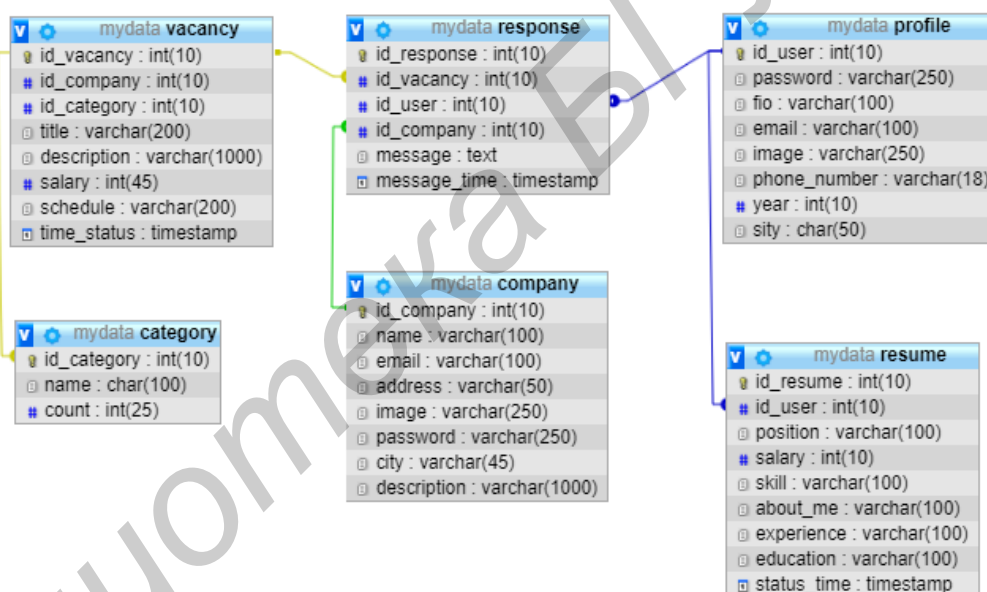 mydata vacancy
id_vacancy : int(10)
id_company : int(10)
id_category : int(10)
title : varchar(200)
description : varchar(1000)
salary : int(45)
schedule : varchar(200)
time_status : timestamp
mydata response
id_response : int(10)
id_vacancy : int(10)
id_user : int(10)
id_company : int(10)
message : text
message_time : timestamp
mydata profile
id_user : int(10)
password : varchar(250)
fio : varchar(100)
email : varchar(100)
image : varchar(250)
phone_number : varchar(18)
year : int(10)
sity : char(50)
mydata category
id_category : int(10)
name : char(100)
count : int(25)
mydata company
id_company : int(10)
name : varchar(100)
email : varchar(100)
address : varchar(50)
image : varchar(250)
password : varchar(250)
city : varchar(45)
description : varchar(1000)
mydata resume
id_resume : int(10)
id_user : int(10)
position : varchar(100)
salary : int(10)
skill : varchar(100)
about_me : varchar(100)
experience : varchar(100)
education : varchar(100)
status_time : timestamp